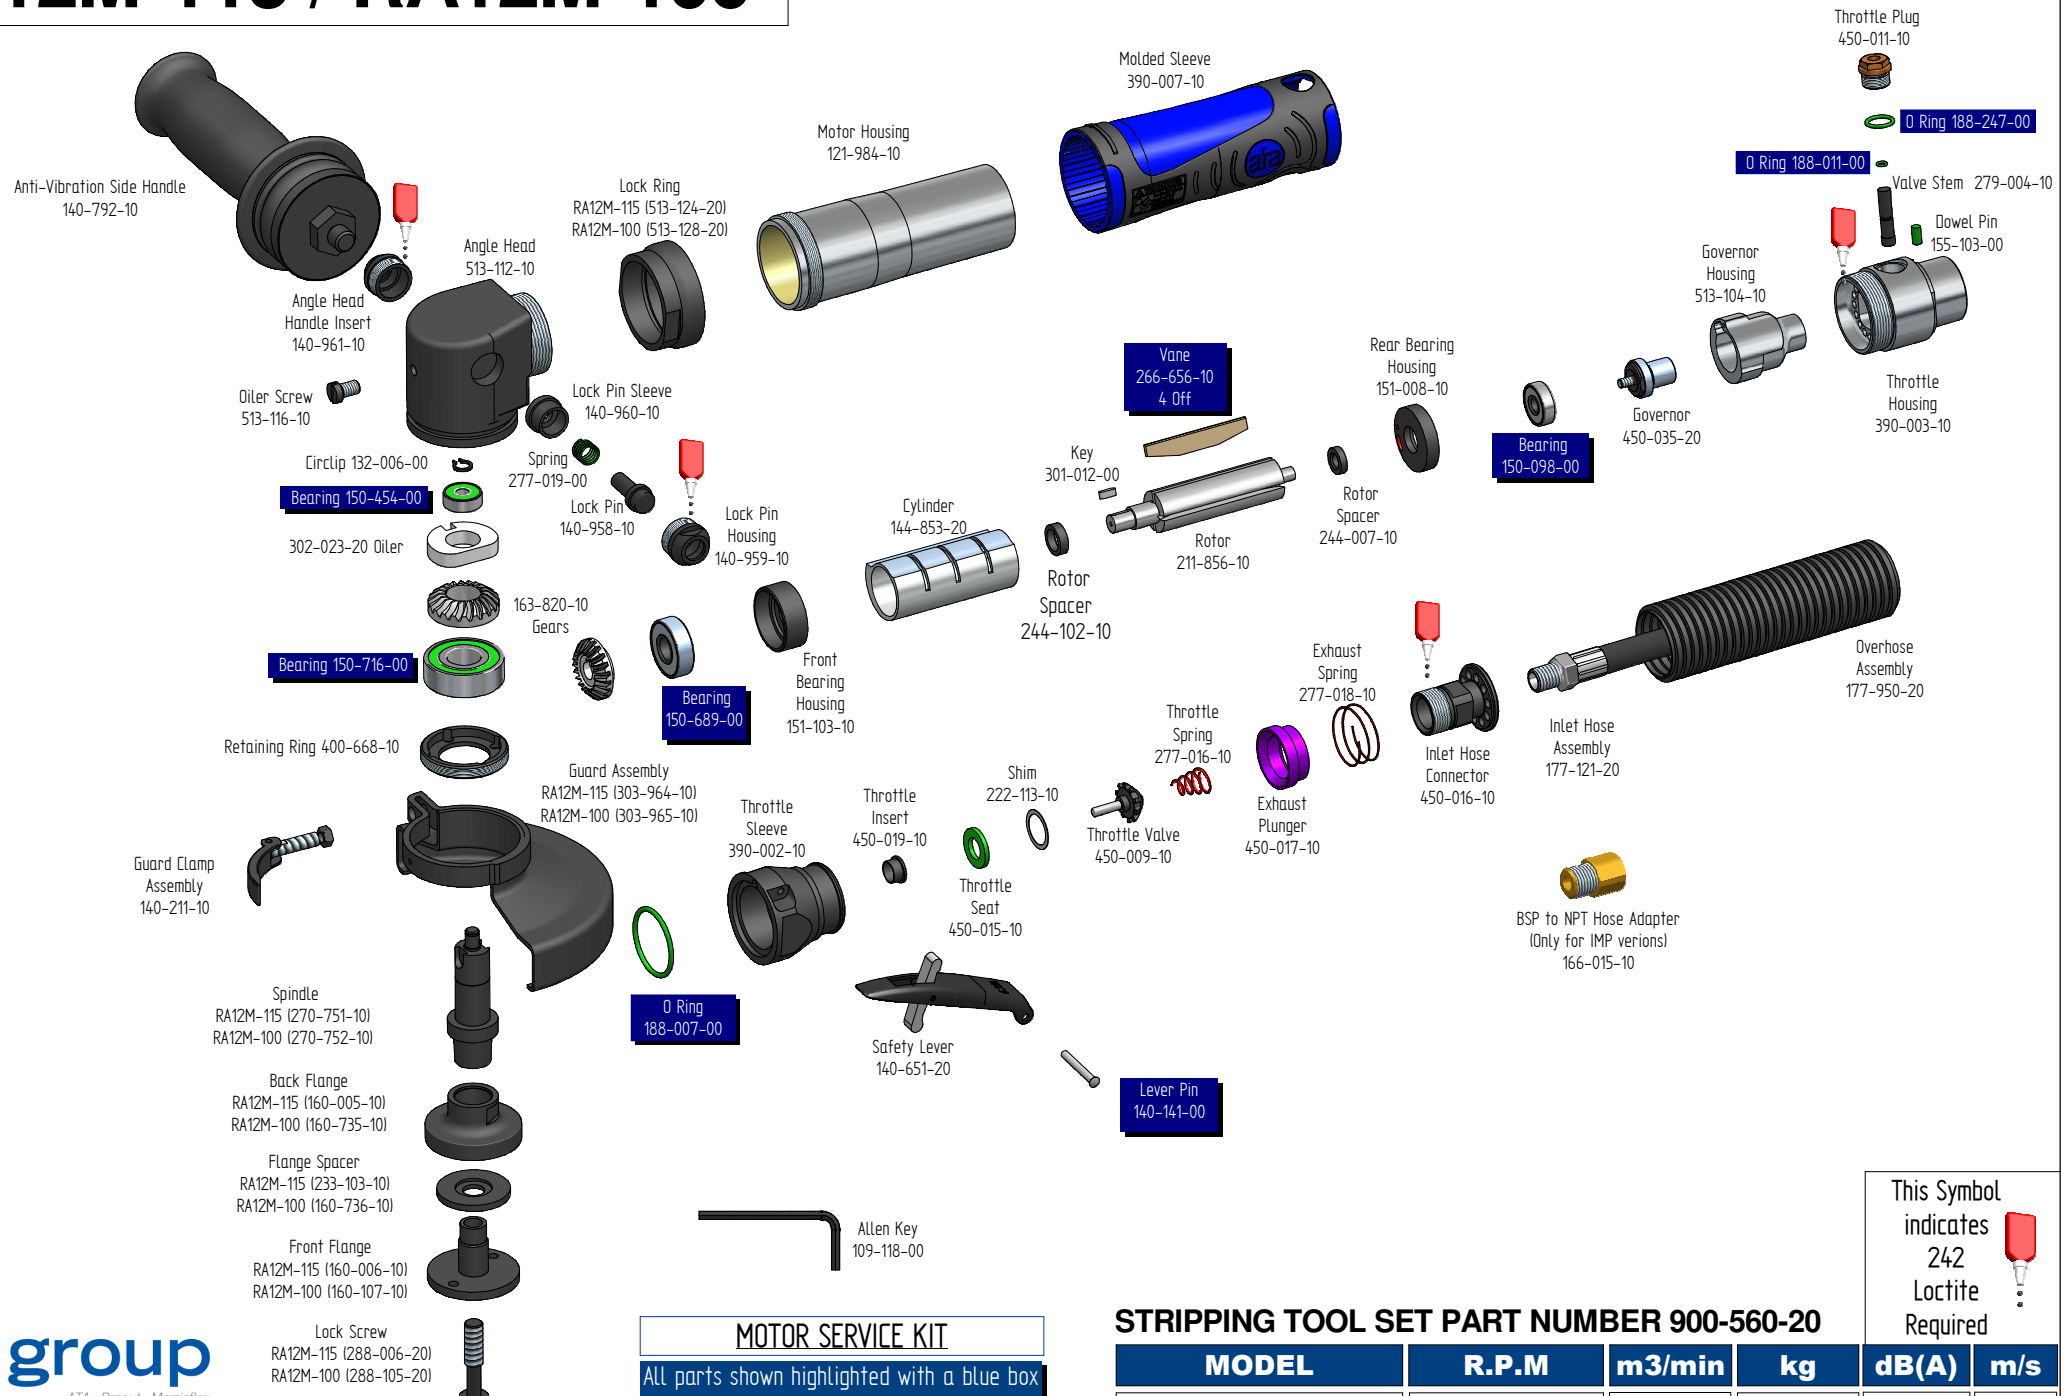 Throttle Plug
450-011-10
Molded Sleeve
390-007-10
O Ring 188-247-00
Motor Housing
121-984-10
O Ring 188-011-00
Valve Stem 279-004-10
Anti-Vibration Side Handle
140-792-10
Lock Ring
RA12M-115 (513-124-20)
RA12M-100 (513-128-20)
Dowel Pin
155-103-00
Angle Head
513-112-10
Governor
Housing
513-104-10
Angle Head
Handle Insert
140-961-10
ata
Vane
266-656-10
4 Off
Rear Bearing
Housing
151-008-10
Throttle
Housing
390-003-10
Oiler Screw
513-116-10
Lock Pin Sleeve
140-960-10
Governor
450-035-20
Bearing
150-098-00
Circlip 132-006-00
Spring
277-019-00
Key
301-012-00
Bearing 150-454-00
Lock Pin
140-958-10
Lock Pin
Housing
140-959-10
Cylinder
144-853-20
Rotor
Spacer
244-007-10
302-023-20 Oiler
Rotor
211-856-10
Rotor
Spacer
244-102-10
163-820-10
Gears
Bearing 150-716-00
Bearing
150-689-00
Front
Bearing
Housing
151-103-10
Exhaust
Spring
277-018-10
Overhose
Assembly
177-950-20
Retaining Ring 400-668-10
Throttle
Spring
277-016-10
Inlet Hose
Connector
450-016-10
Inlet Hose
Assembly
177-121-20
Guard Assembly
RA12M-115 (303-964-10)
RA12M-100 (303-965-10)
Throttle
Sleeve
390-002-10
Throttle
Insert
450-019-10
Shim
222-113-10
Throttle Valve
450-009-10
Exhaust
Plunger
450-017-10
Guard Clamp
Assembly
140-211-10
Throttle
Seat
450-015-10
BSP to NPT Hose Adapter
(Only for IMP verions)
166-015-10
Spindle
RA12M-115 (270-751-10)
RA12M-100 (270-752-10)
O Ring
188-007-00
Safety Lever
140-651-20
Back Flange
RA12M-115 (160-005-10)
RA12M-100 (160-735-10)
Lever Pin
140-141-00
Flange Spacer
RA12M-115 (233-103-10)
RA12M-100 (160-736-10)
Allen Key
109-118-00
Front Flange
RA12M-115 (160-006-10)
RA12M-100 (160-107-10)
This Symbol
indicates
242
Loctite
Required
Lock Screw
RA12M-115 (288-006-20)
RA12M-100 (288-105-20)
group
MOTOR SERVICE KIT
All parts shown highlighted with a blue box
STRIPPING TOOL SET PART NUMBER 900-560-20
MODEL R.P.M m3/min kg dB(A) m/s